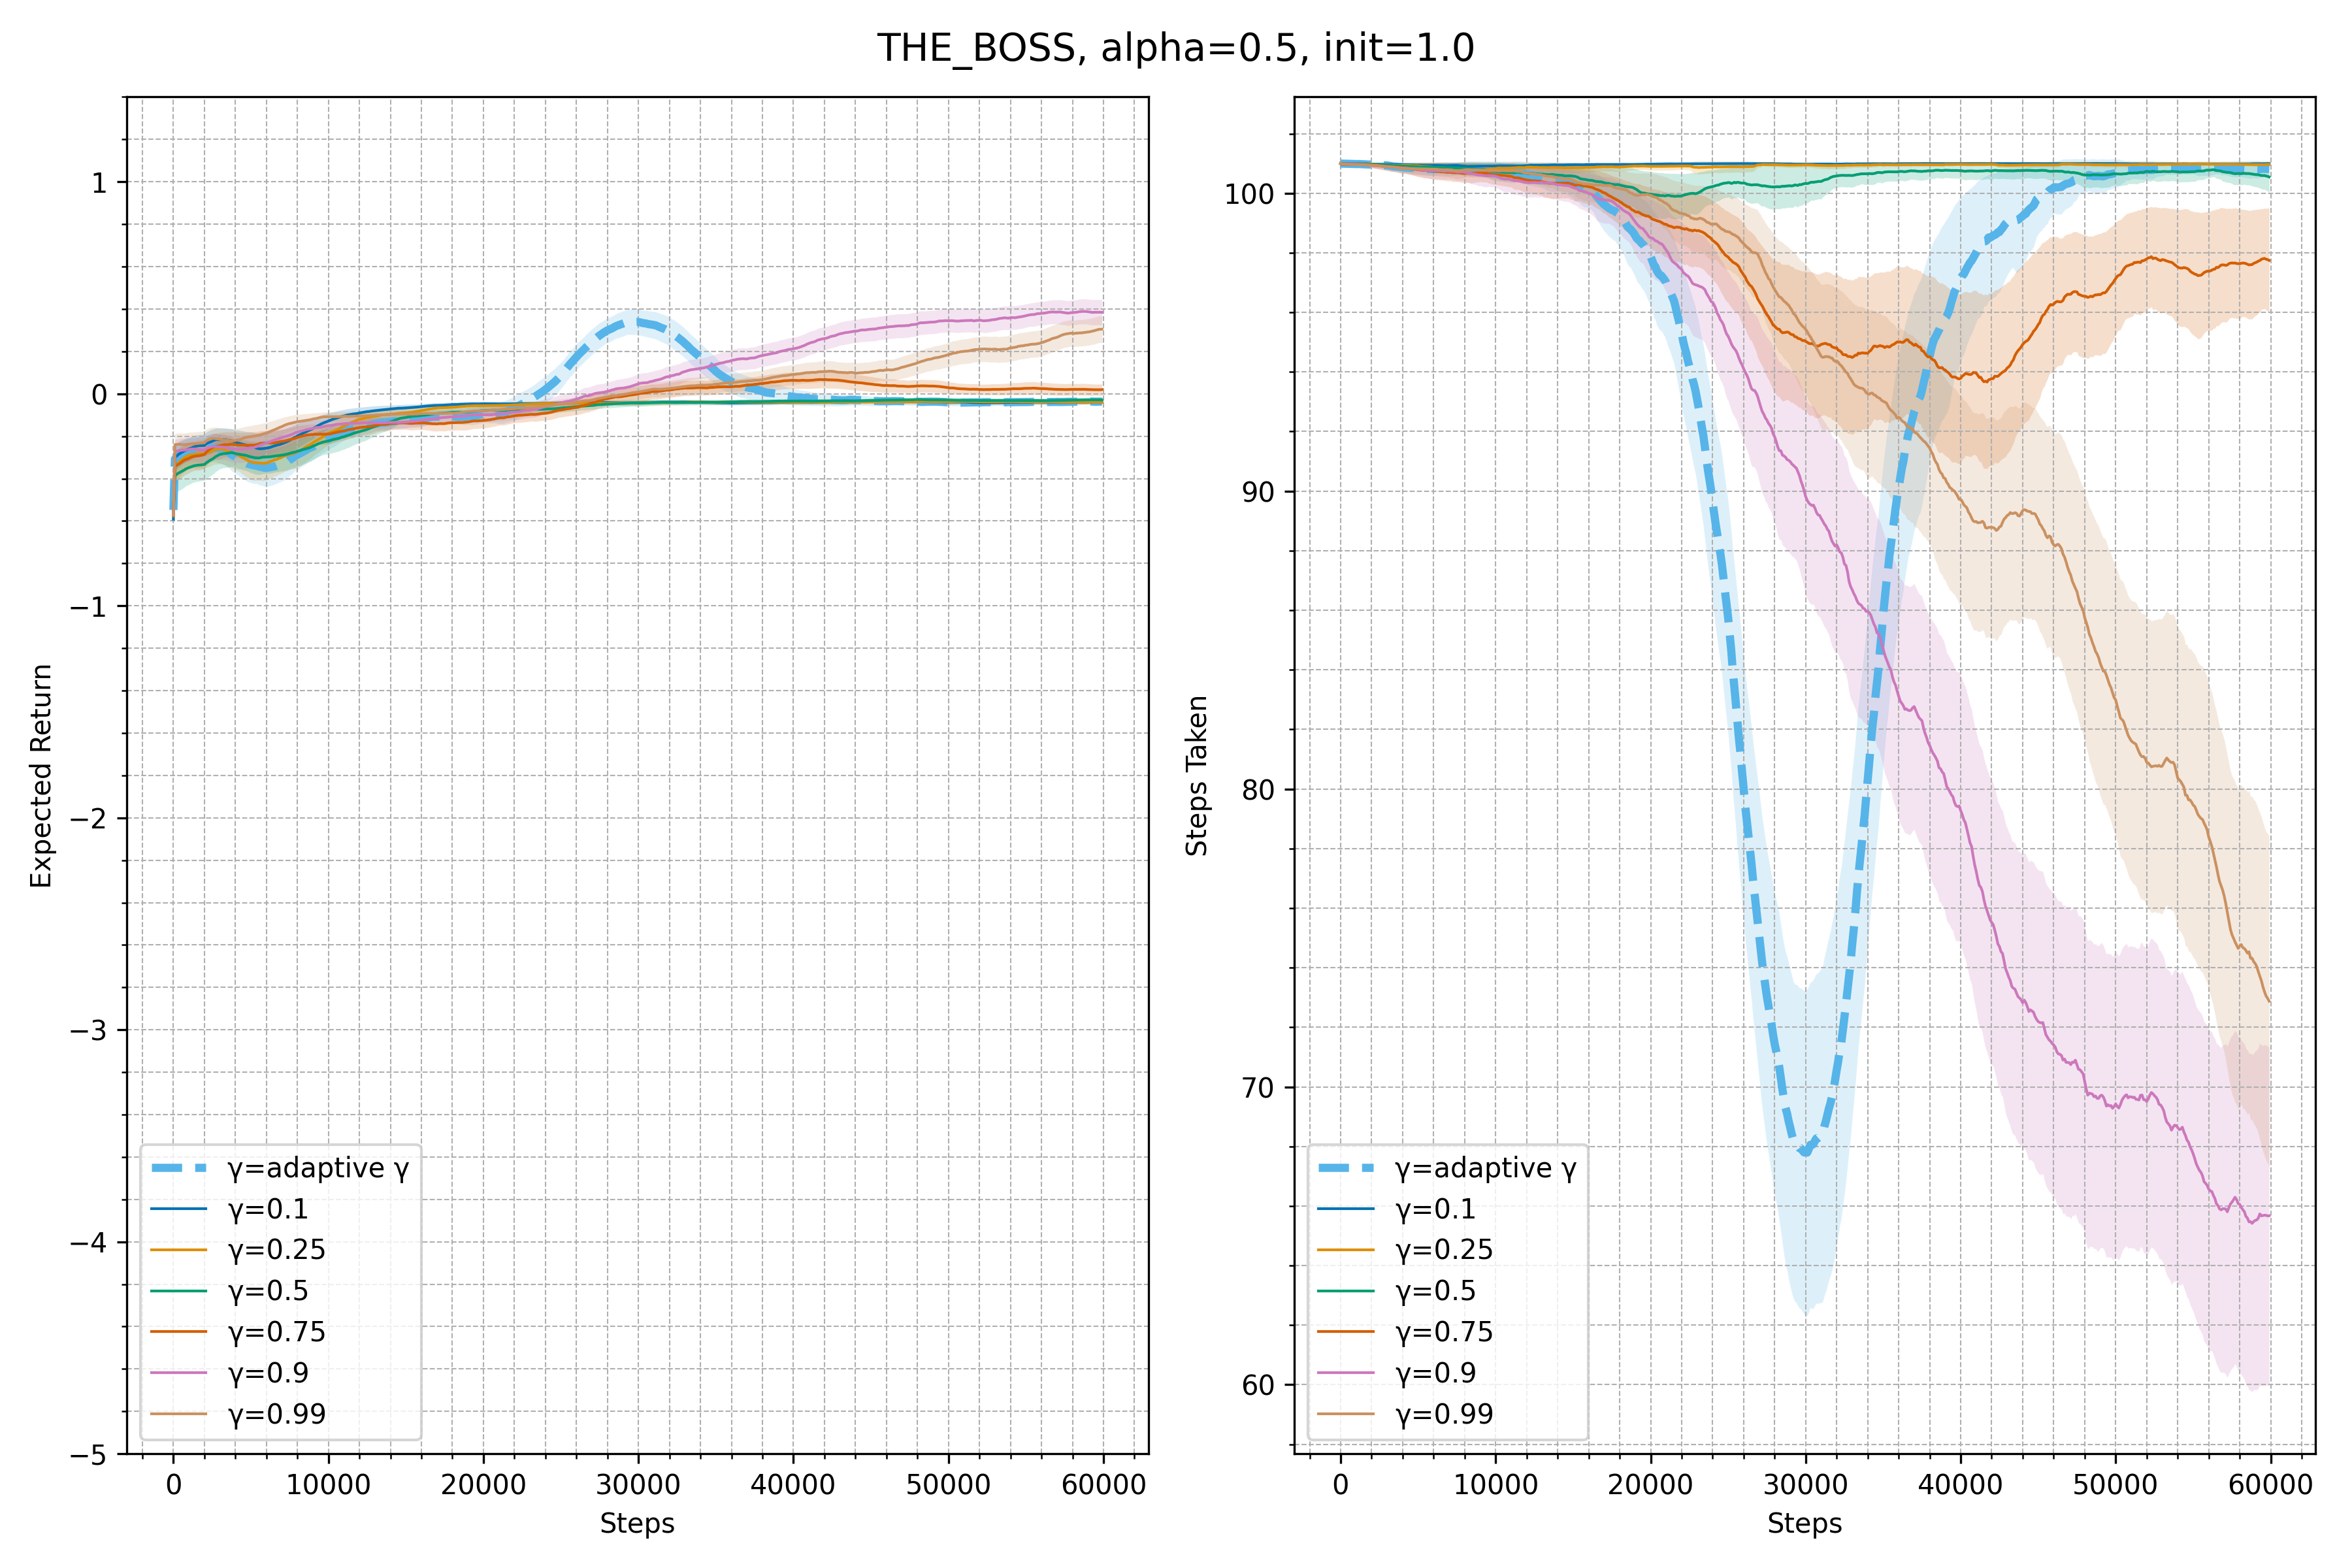 THE_BOSS, alpha=0.5, init=1.0
Expected Return
1
0
−1
−2
−3
−4
−5
γ=adaptive γ
γ=0.1
γ=0.25
γ=0.5
γ=0.75
γ=0.9
γ=0.99
0 10000 20000 30000 40000 50000 60000
Steps
Steps Taken
100
90
80
70
60
γ=adaptive γ
γ=0.1
γ=0.25
γ=0.5
γ=0.75
γ=0.9
γ=0.99
0 10000 20000 30000 40000 50000 60000
Steps